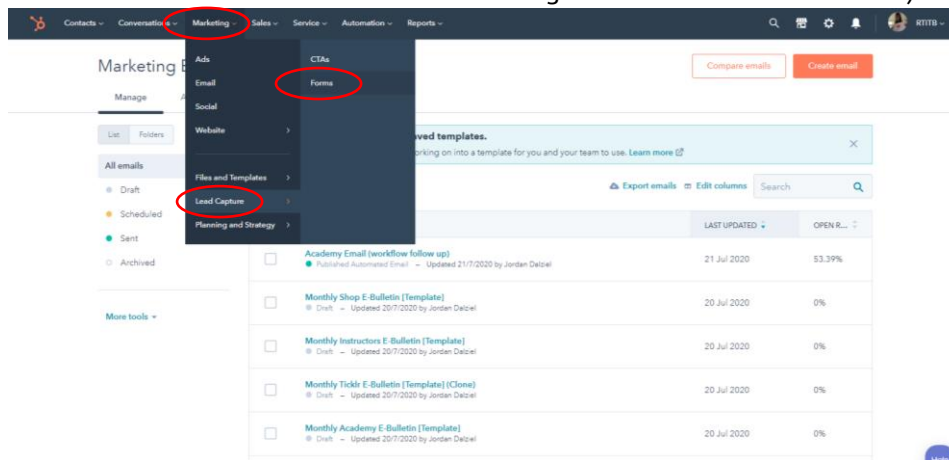 Contacts Conversations Marketing Sales Service Automation Reports RTITB
Marketing E
Compare emails Create email
Manage A
Ads
Email
Social
Website
Files and Templates
Lead Capture
Planning and Strategy
CTAs
Forms
List Folders
All emails
Draft
Scheduled
Sent
Archived
More tools
aved templates.
orking on into a template for you and your team to use. Learn more
Export emails Edit columns Search
LAST UPDATED OPEN R...
Academy Email (workflow follow up)
Published Automated Email – Updated 21/7/2020 by Jordan Dalziel
21 Jul 2020 53.39%
Monthly Shop E-Bulletin [Template]
Draft – Updated 20/7/2020 by Jordan Dalziel
20 Jul 2020 0%
Monthly Instructors E-Bulletin [Template]
Draft – Updated 20/7/2020 by Jordan Dalziel
20 Jul 2020 0%
Monthly Ticklr E-Bulletin [Template] (Clone)
Draft – Updated 20/7/2020 by Jordan Dalziel
20 Jul 2020 0%
Monthly Academy E-Bulletin [Template]
Draft – Updated 20/7/2020 by Jordan Dalziel
20 Jul 2020 0%